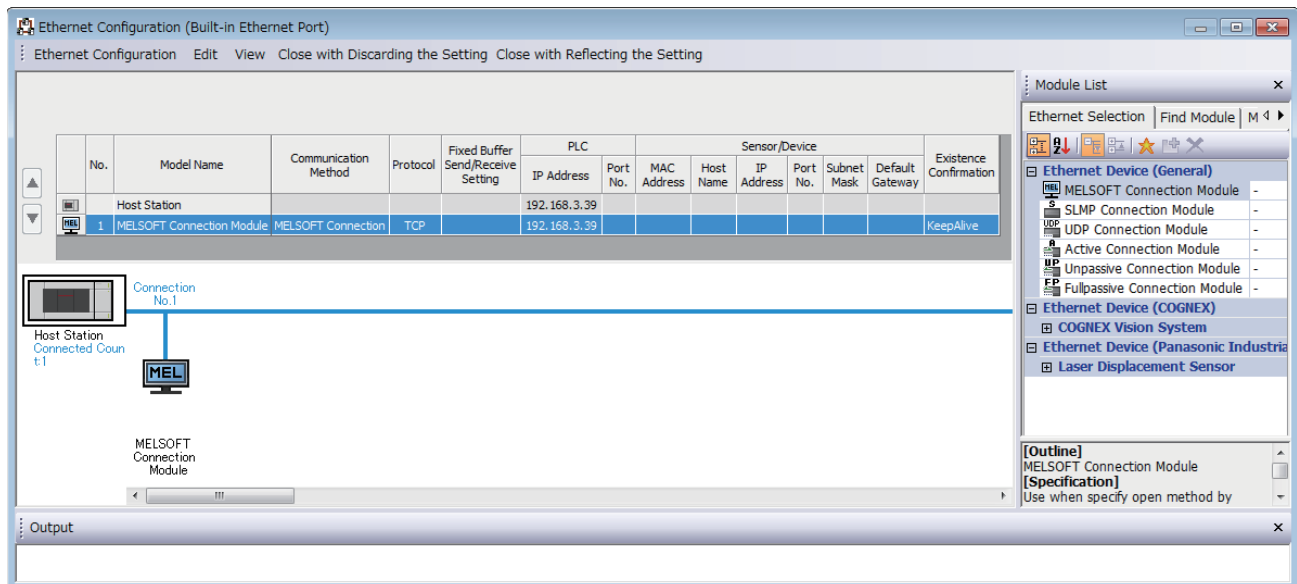 Ethernet Configuration (Built-in Ethernet Port)
Ethernet Configuration Edit View Close with Discarding the Setting Close with Reflecting the Setting
Module List
Ethernet Selection Find Module M
No. Model Name Communication Method Protocol Fixed Buffer Send/Receive Setting PLC Sensor/Device Existence Confirmation
IP Address Port No. MAC Address Host Name IP Address Port No. Subnet Mask Default Gateway
Host Station 192.168.3.39
MEL 1 MELSOFT Connection Module MELSOFT Connection TCP 192.168.3.39 KeepAlive
Connection
No.1
Host Station
Connected Coun
t:1
MEL
MELSOFT
Connection
Module
Ethernet Device (General)
MEL MELSOFT Connection Module -
S SLMP Connection Module -
UDP UDP Connection Module -
A Active Connection Module -
UP Unpassive Connection Module -
FP Fullpassive Connection Module -
Ethernet Device (COGNEX)
COGNEX Vision System
Ethernet Device (Panasonic Industria
Laser Displacement Sensor
[Outline]
MELSOFT Connection Module
[Specification]
Use when specify open method by
Output